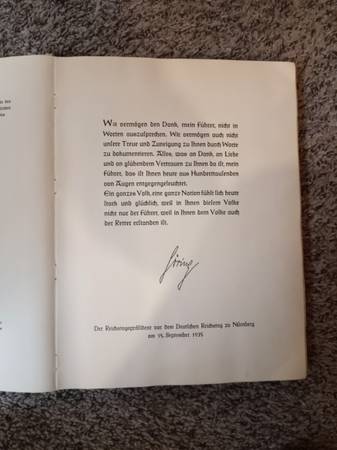 Wir vermögen den Dank, mein Führer, nicht in
Worten auszusprechen. Wir vermögen auch nicht
unsere Treue und Zuneigung zu Ihnen durch Worte
zu dokumentieren. Alles, was an Dank, an Liebe
und an glühendem Vertrauen zu Ihnen da ist, mein
Führer, das ist Ihnen heute aus Hunderttausenden
von Augen entgegengeleuchtet.
Ein ganzes Volk, eine ganze Nation fühlt sich heute
stark und glücklich, weil in Ihnen diesem Volke
nicht nur der Führer, weil in Ihnen dem Volke auch
der Retter erstanden ist.
Göring
Der Reichstagspräsident vor dem Deutschen Reichstag zu Nürnberg
am 15. September 1935